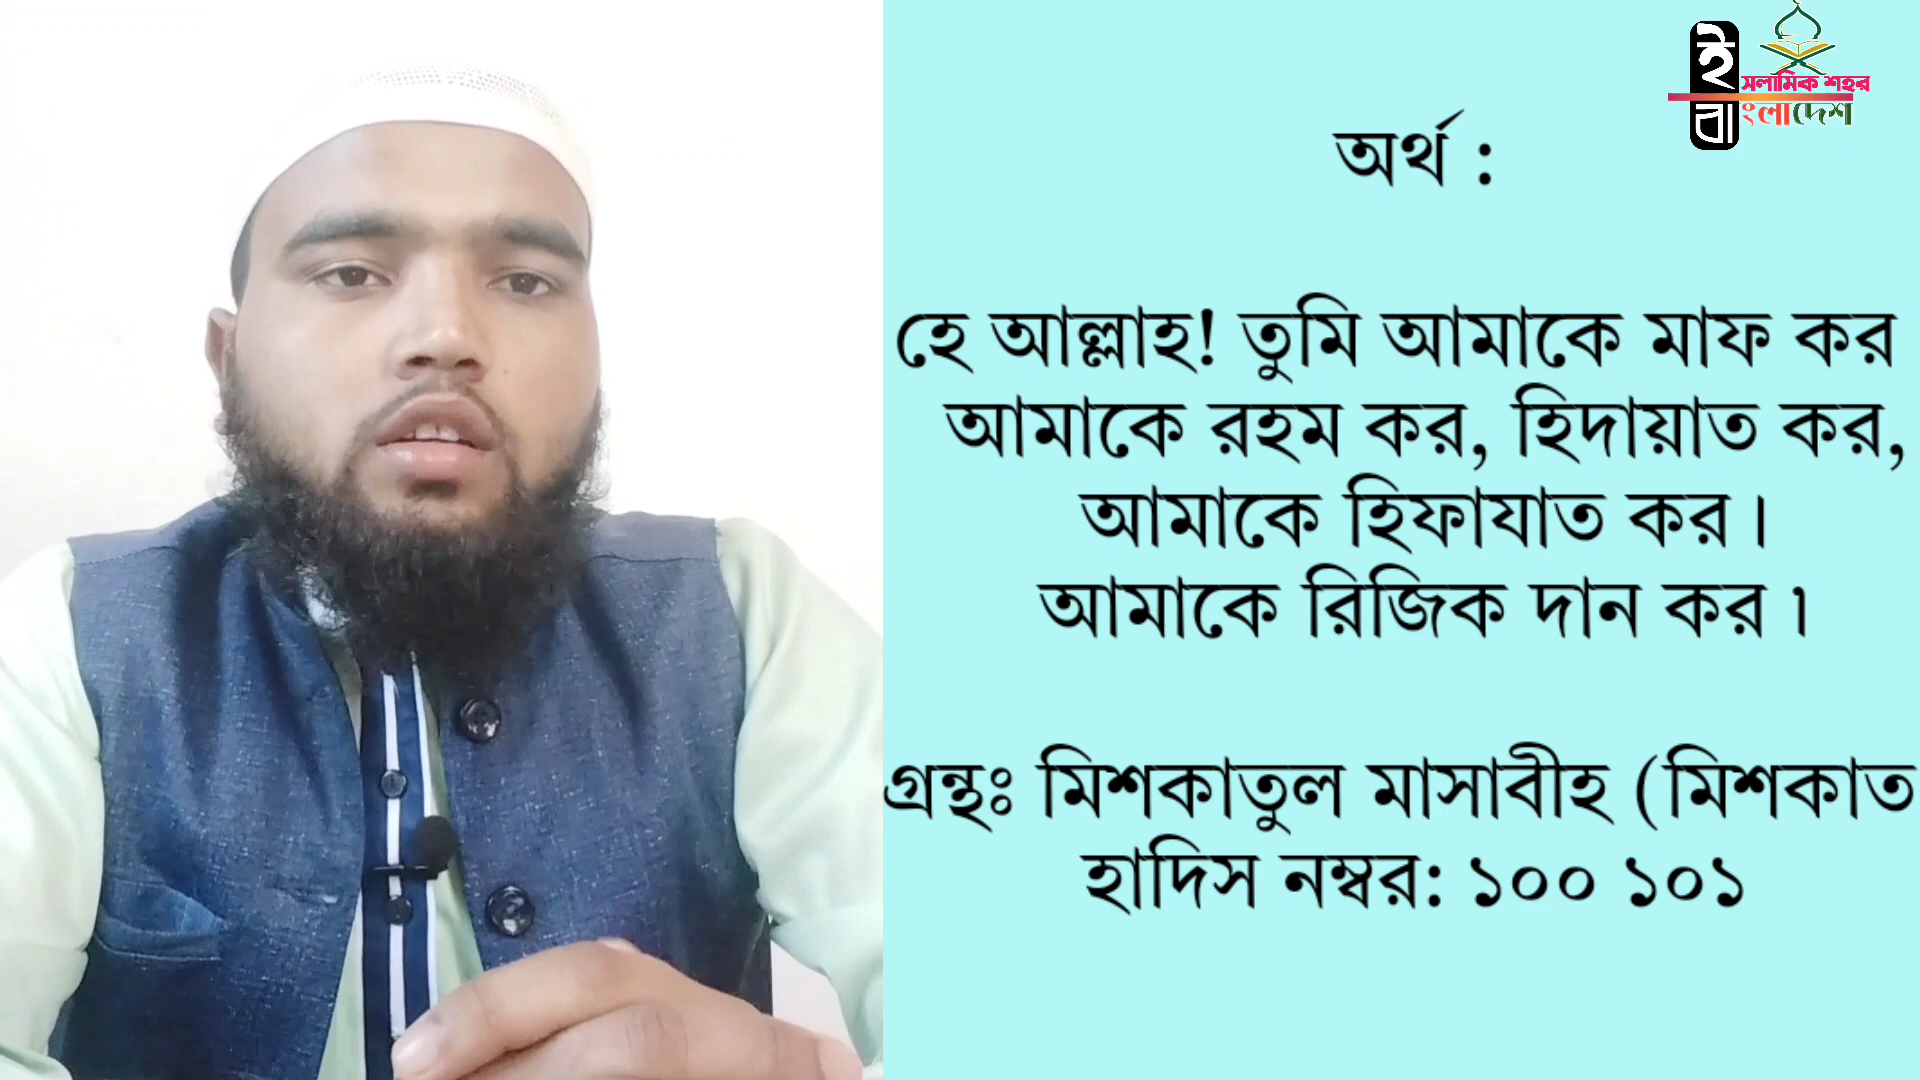 ইসলামিক শহর
বাংলাদেশ
অর্থ :
হে আল্লাহ! তুমি আমাকে মাফ কর
আমাকে রহম কর, হিদায়াত কর,
আমাকে হিফাযাত কর।
আমাকে রিজিক দান কর ৷
গ্রন্থঃ মিশকাতুল মাসাবীহ (মিশকাত
হাদিস নম্বর: ১০০ ১০১